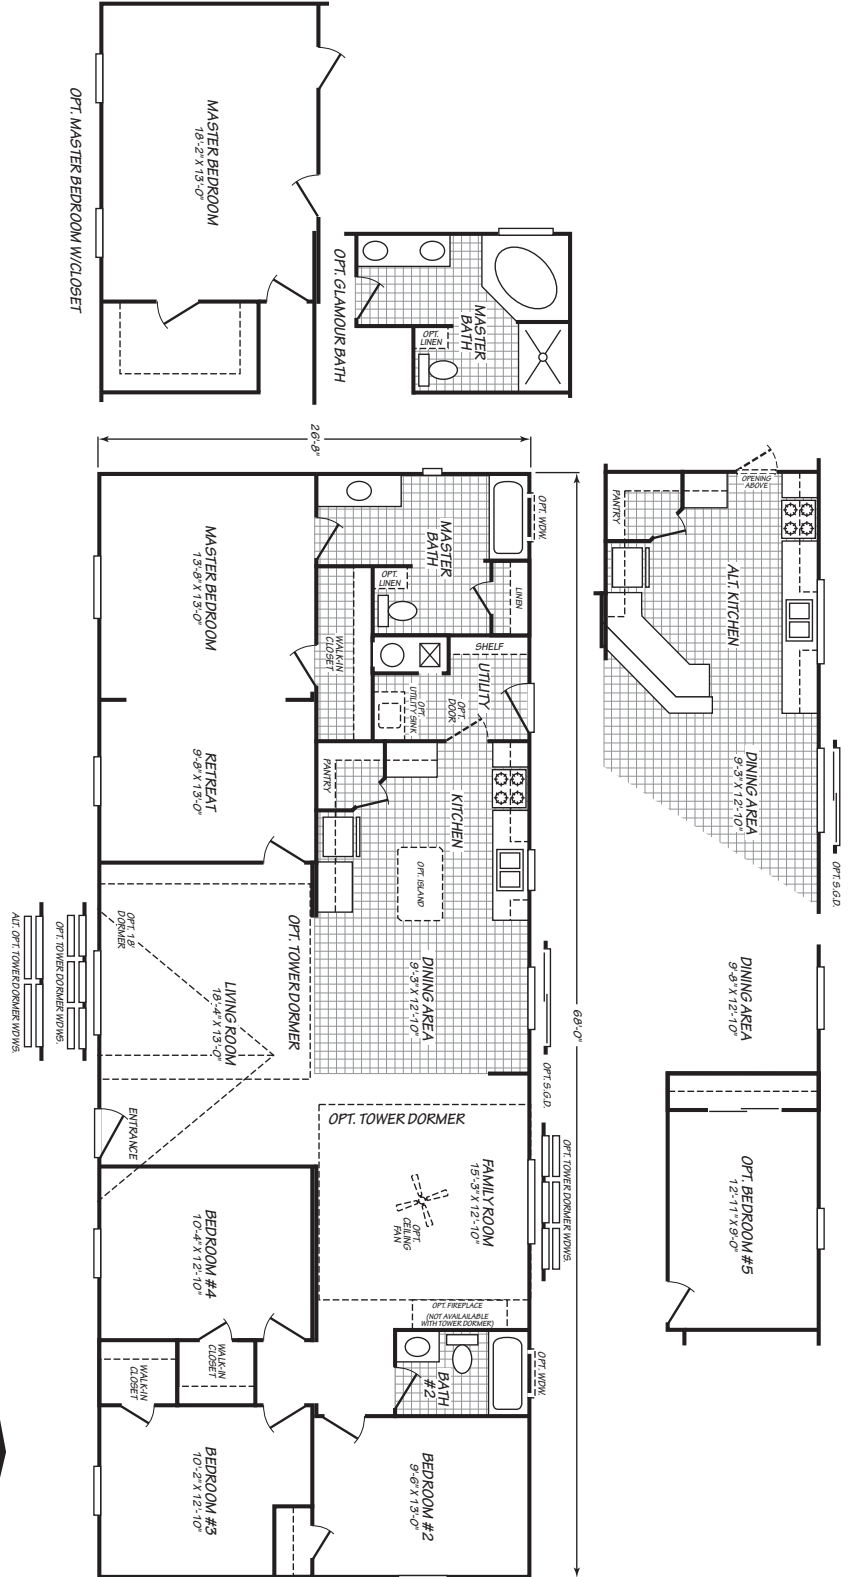 MASTER BEDROOM
18'-2" X 13'-0"
OPT. MASTER BEDROOM W/CLOSET
MASTER
BATH
OPT.
LINEN
OPT. GLAMOUR BATH
OPENING
ABOVE
PANTRY
ALT. KITCHEN
DINING AREA
9'-3" X 12'-10"
OPT. S.G.D.
DINING AREA
9'-8" X 12'-10"
OPT. BEDROOM #5
12'-11" X 9'-0"
26'-8"
68'-0"
OPT. WDW.
MASTER
BATH
LINEN
OPT.
LINEN
MASTER BEDROOM
13'-8" X 13'-0"
WALK-IN
CLOSET
SHELF
UTILITY
OPT.
DOOR
OPT.
UTILITY SINK
RETREAT
9'-8" X 13'-0"
PANTRY
KITCHEN
OPT. ISLAND
DINING AREA
9'-3" X 12'-10"
OPT. S.G.D.
OPT. TOWER DORMER
LIVING ROOM
18'-4" X 13'-0"
OPT. 18'
DORMER
OPT. TOWER DORMER WDWS.
ALT. OPT. TOWER DORMER WDWS.
ENTRANCE
OPT. TOWER DORMER
FAMILY ROOM
15'-3" X 12'-10"
OPT.
CEILING
FAN
OPT. TOWER DORMER WDWS.
OPT. FIREPLACE
(NOT AVAILAIABLE
WITH TOWER DORMER)
BEDROOM #4
10'-4" X 12'-10"
WALK-IN
CLOSET
WALK-IN
CLOSET
BATH
#2
OPT. WDW.
BEDROOM #3
10'-2" X 12'-10"
BEDROOM #2
9'-6" X 13'-0"